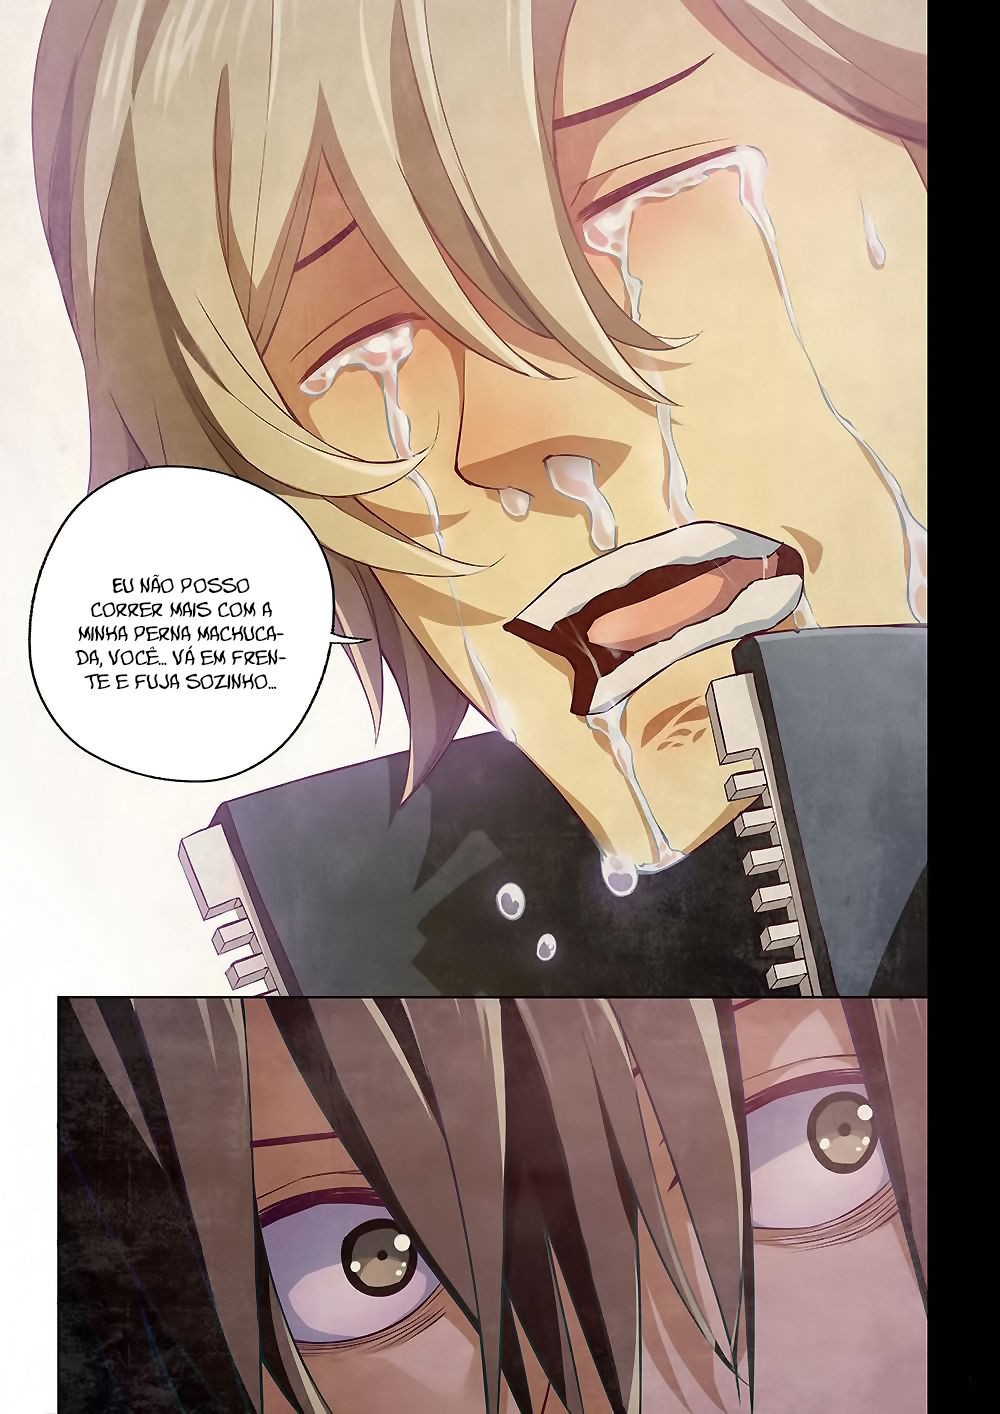 EU NÃO POSSO
CORRER MAIS COM A
MINHA PERNA MACHUCA-
DA, VOCÊ... VÁ EM FREN-
TE E FUJA SOZINHO...